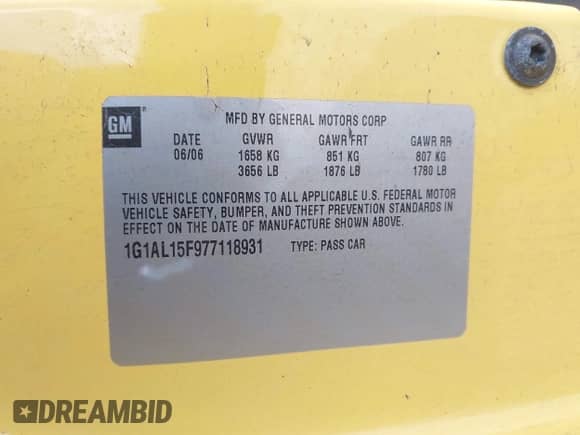 GM
MFD BY GENERAL MOTORS CORP
DATE GVWR GAWR FRT GAWR RR
06/06 1658 KG 851 KG 807 KG
3656 LB 1876 LB 1780 LB
THIS VEHICLE CONFORMS TO ALL APPLICABLE U.S. FEDERAL MOTOR
VEHICLE SAFETY, BUMPER, AND THEFT PREVENTION STANDARDS IN
EFFECT ON THE DATE OF MANUFACTURE SHOWN ABOVE.
1G1AL15F977118931 TYPE: PASS CAR
DREAMBID